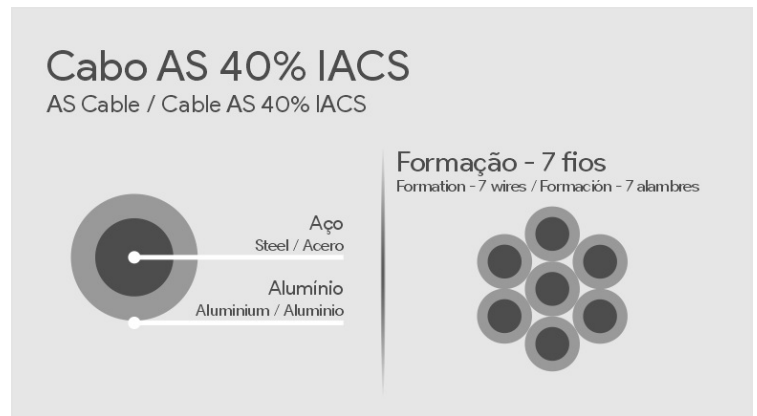 Cabo AS 40% IACS
AS Cable / Cable AS 40% IACS
Formação - 7 fios
Formation - 7 wires / Formación - 7 alambres
Aço
Steel / Acero
Alumínio
Aluminium / Aluminio